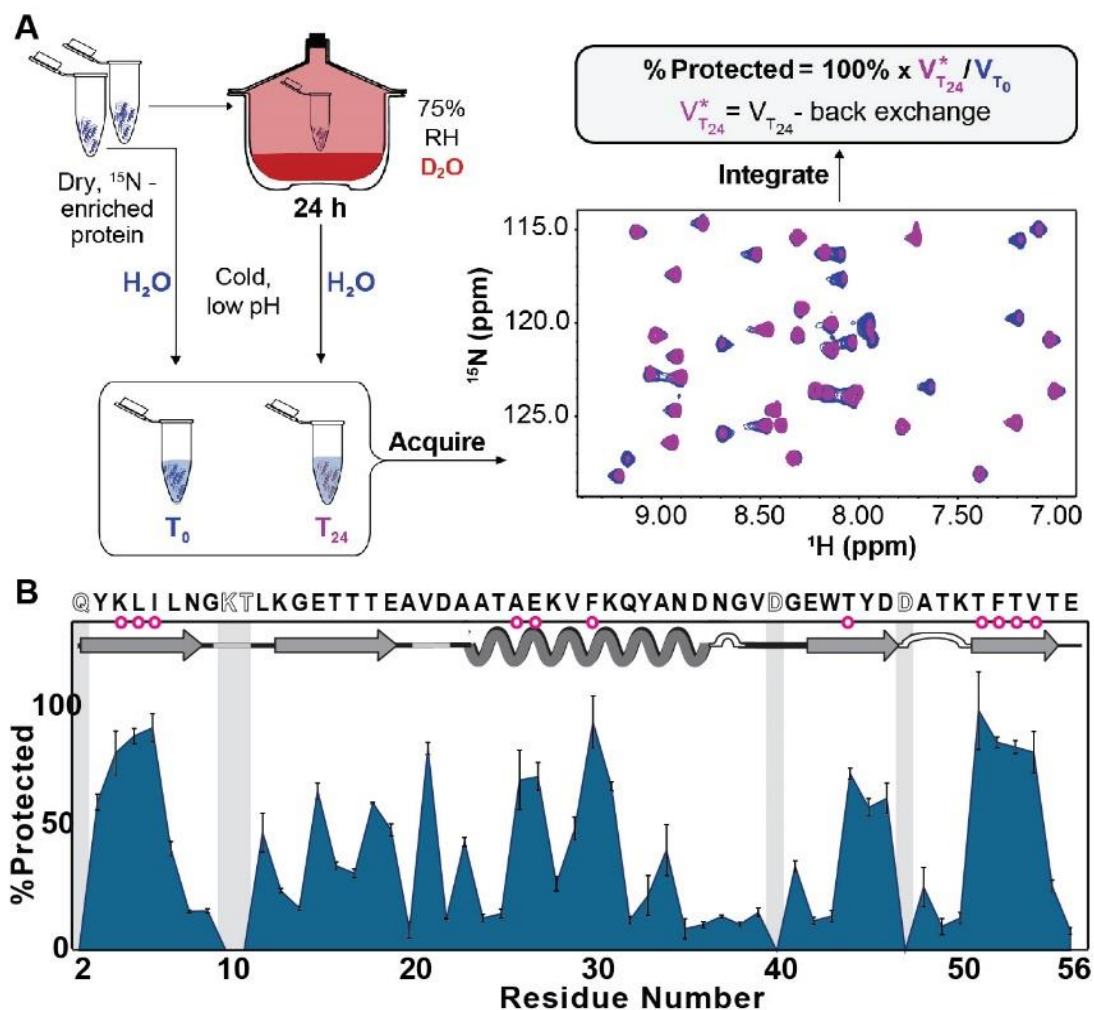 A
Dry, ¹⁵N -
enriched
protein
75%
RH
D₂O
24 h
H₂O
Cold,
low pH
H₂O
T₀
T₂₄
Acquire
% Protected = 100% x V*T₂₄/VT₀
V*T₂₄ = VT₂₄ - back exchange
Integrate
115.0
120.0
125.0
¹⁵N (ppm)
9.00 8.50 8.00 7.50 7.00
¹H (ppm)
B
QYKLILNGKTLKGETTTEAVDAATAEKVFKQYANDNGVDGEWTYDDATKTFTVTE
100
50
0
%Protected
2 10 20 30 40 50 56
Residue Number